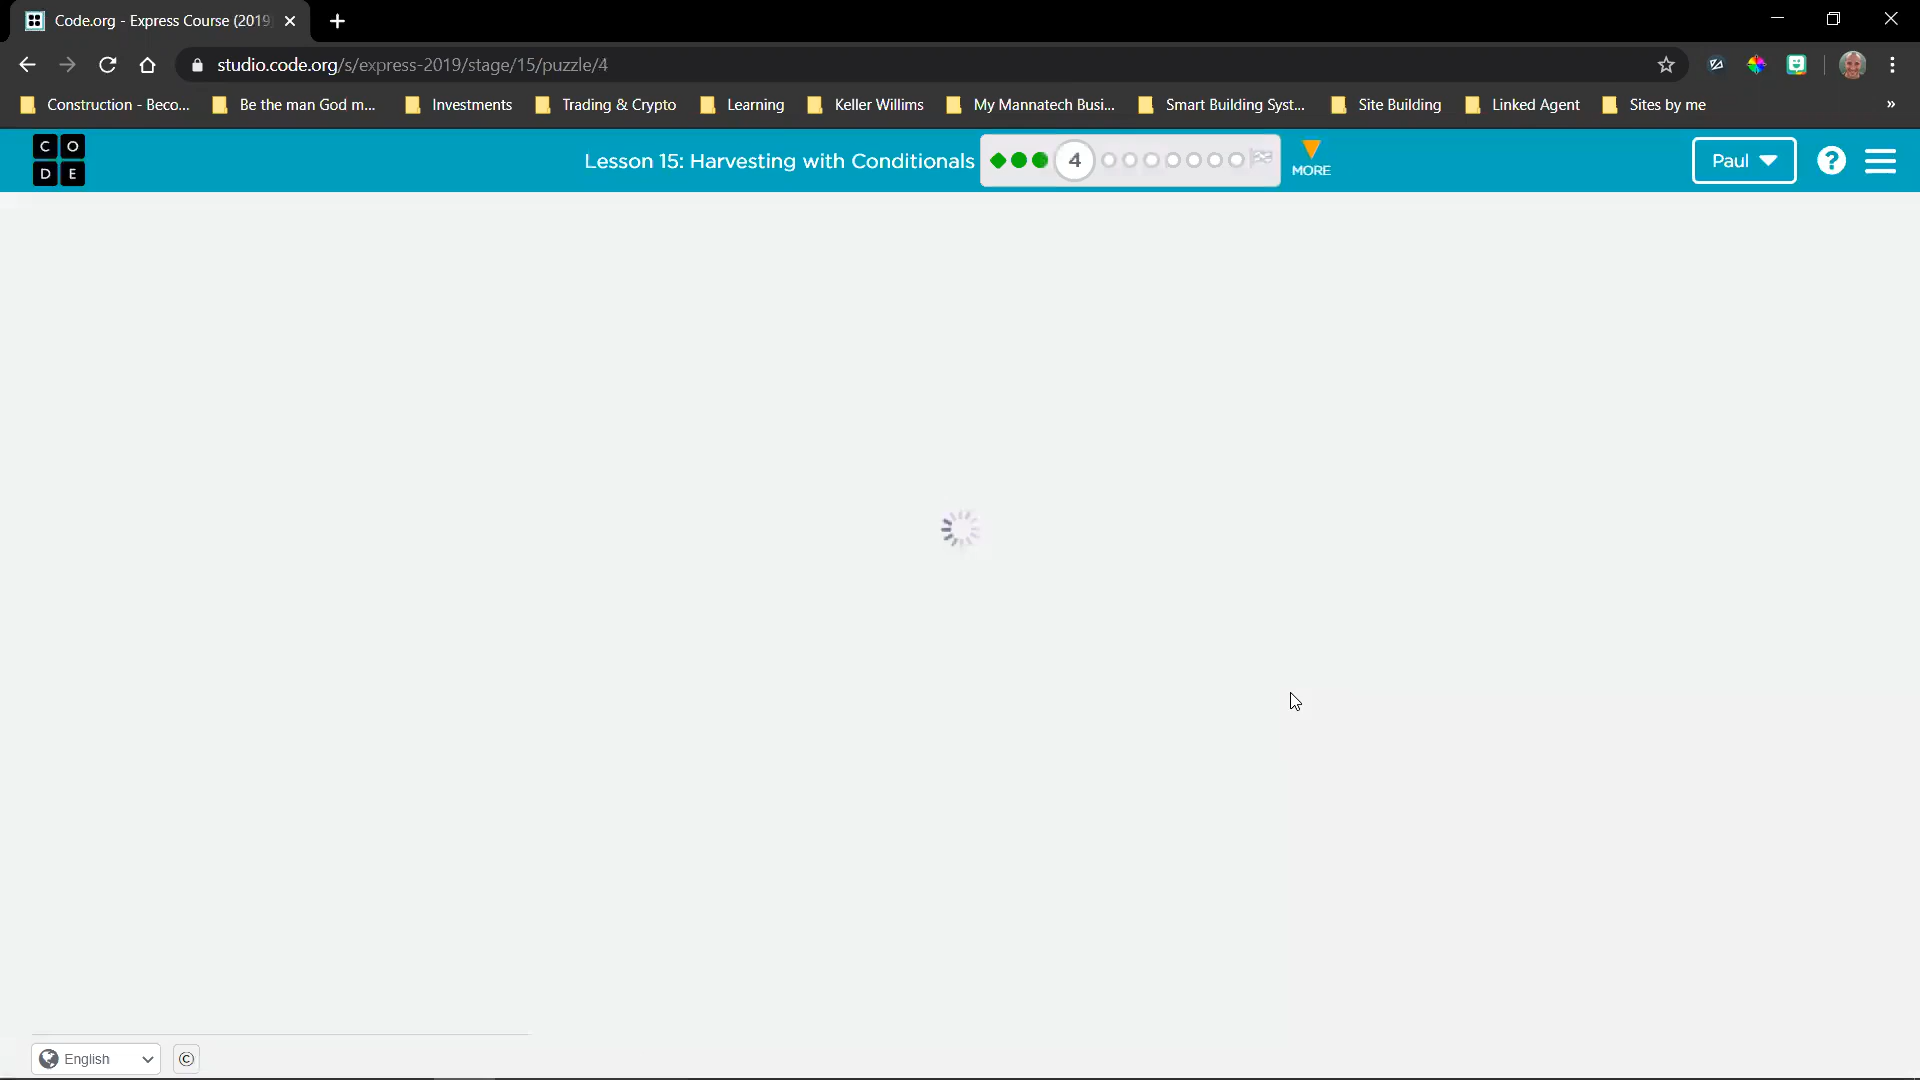 Code.org - Express Course (2019
studio.code.org/s/express-2019/stage/15/puzzle/4
Construction - Beco... Be the man God m... Investments Trading & Crypto Learning Keller Willims My Mannatech Busi... Smart Building Syst... Site Building Linked Agent Sites by me »
C O
D E
Lesson 15: Harvesting with Conditionals 4 MORE Paul ?
English ©